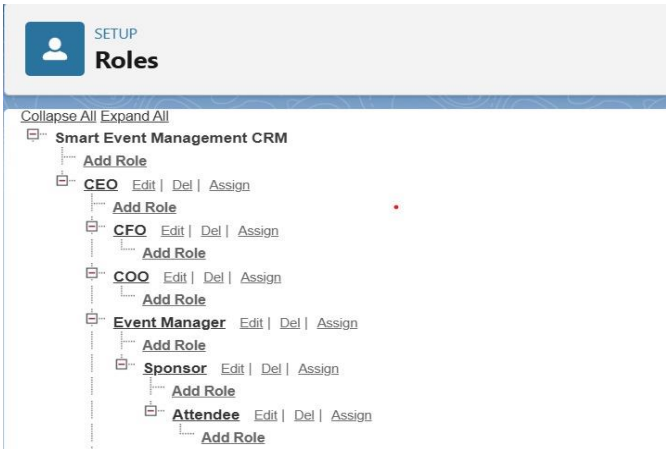 SETUP
Roles
Collapse All Expand All
Smart Event Management CRM
Add Role
CEO Edit | Del | Assign
Add Role
CFO Edit | Del | Assign
Add Role
COO Edit | Del | Assign
Add Role
Event Manager Edit | Del | Assign
Add Role
Sponsor Edit | Del | Assign
Add Role
Attendee Edit | Del | Assign
Add Role